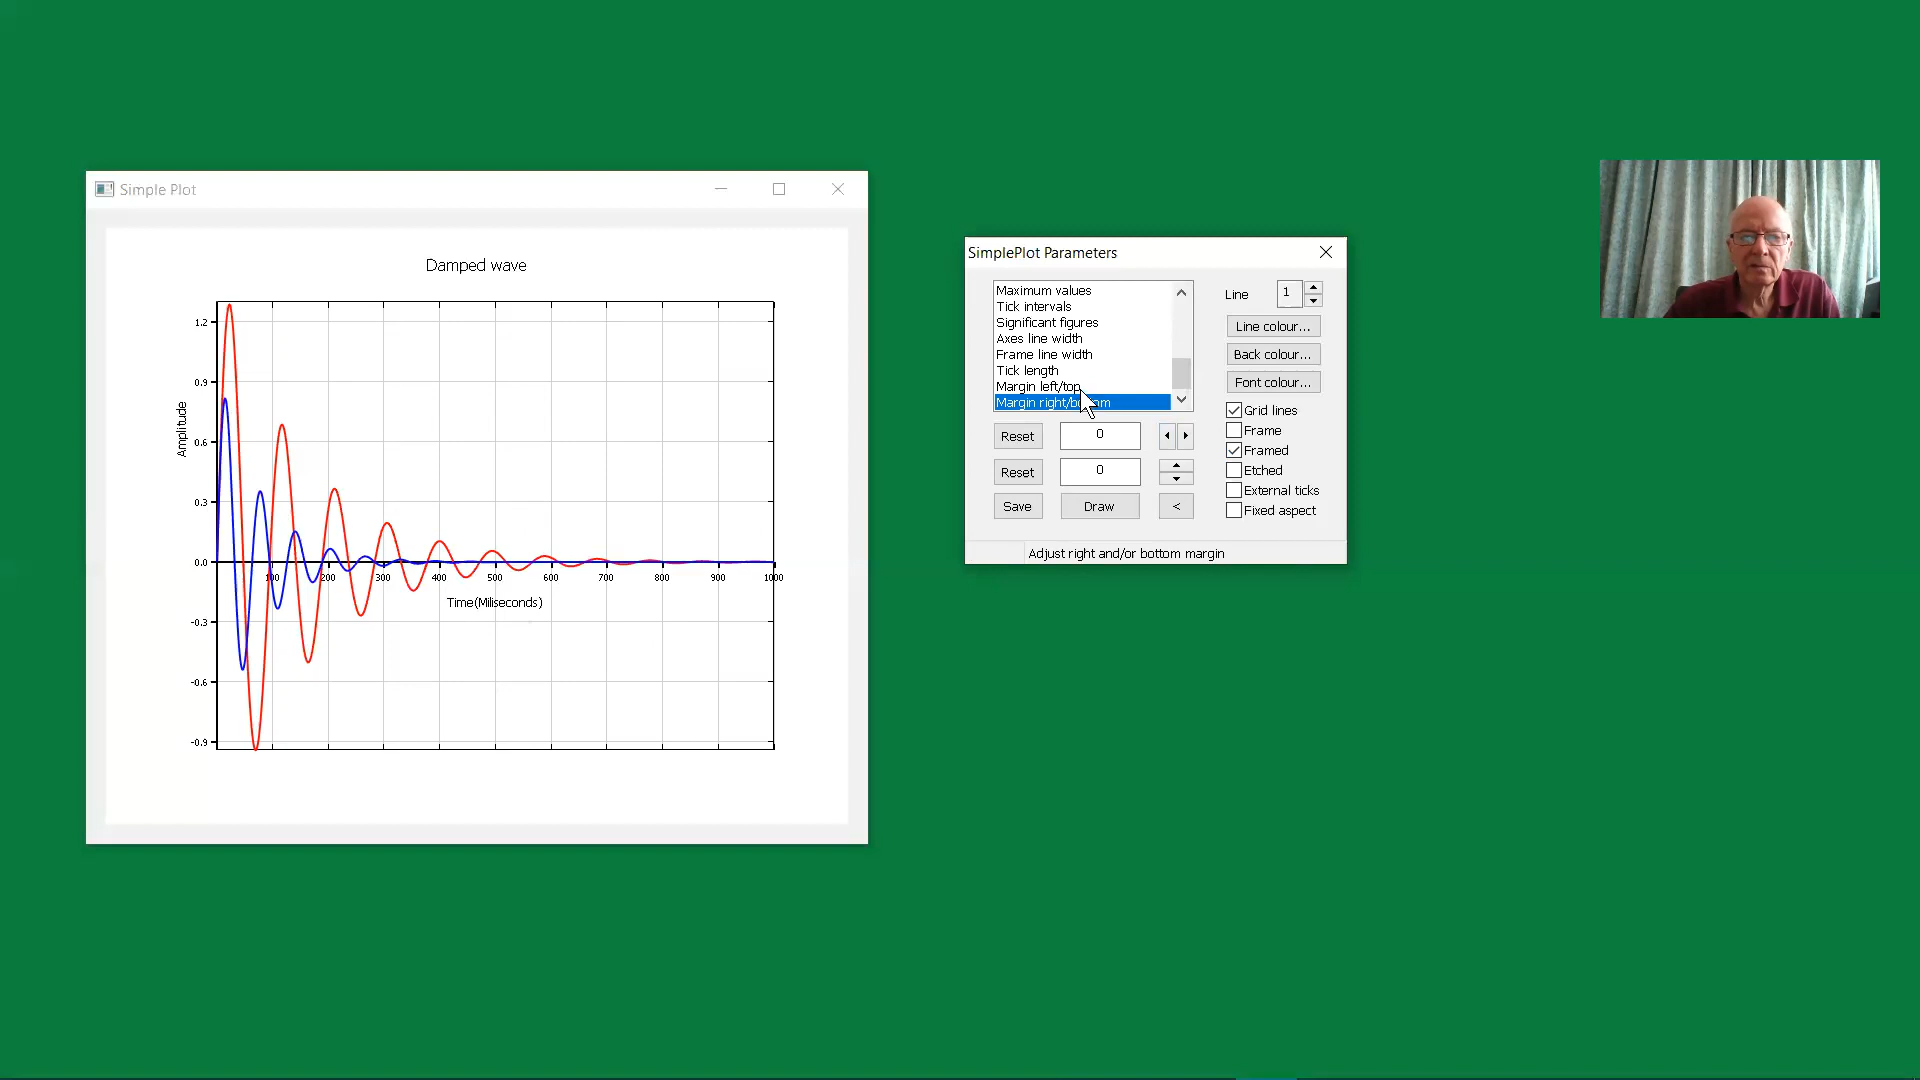 Simple Plot
Damped wave
1.2
0.9
0.6
0.3
0.0
-0.3
-0.6
-0.9
Amplitude
100 200 300 400 500 600 700 800 900 1000
Time(Miliseconds)
SimplePlot Parameters
Maximum values
Tick intervals
Significant figures
Axes line width
Frame line width
Tick length
Margin left/top
Margin right/bottom
Reset 0
Reset 0
Save Draw <
Line 1
Line colour...
Back colour...
Font colour...
Grid lines
Frame
Framed
Etched
External ticks
Fixed aspect
Adjust right and/or bottom margin